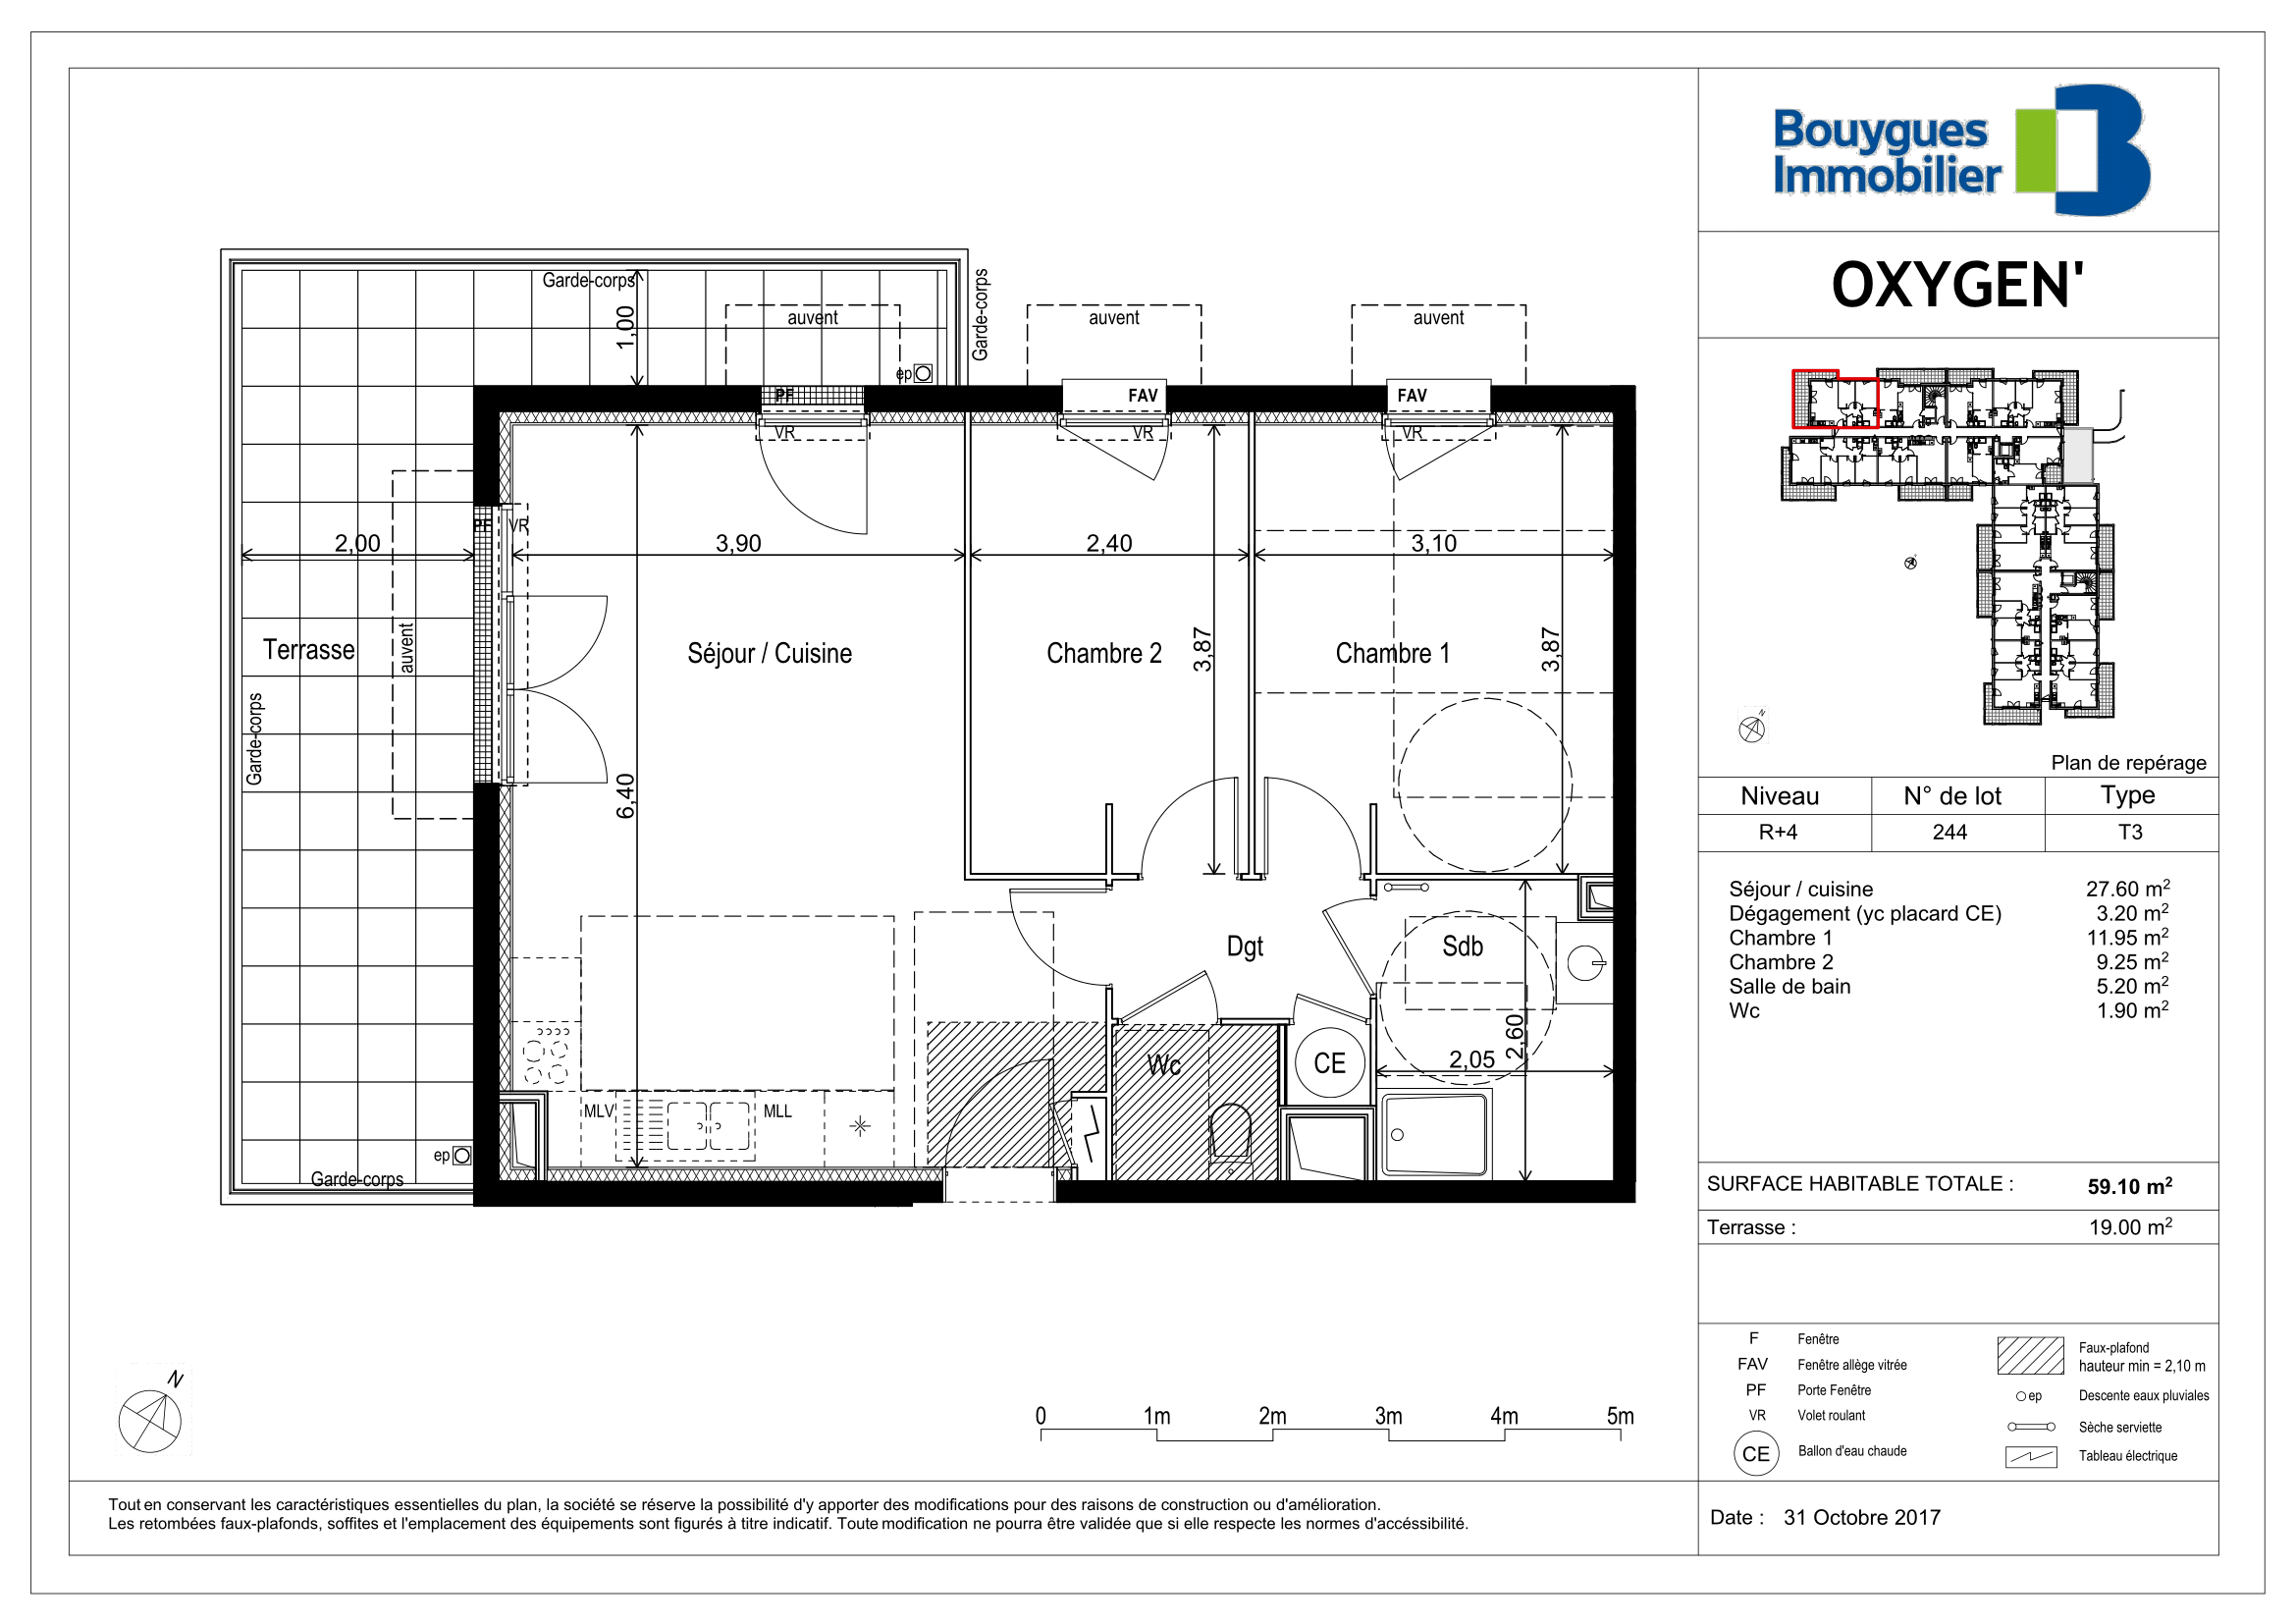 Bouygues
Immobilier
OXYGEN'
N
Plan de repérage
Niveau
N° de lot
Type
R+4
244
T3
Séjour / cuisine 27.60 m²
Dégagement (yc placard CE) 3.20 m²
Chambre 1 11.95 m²
Chambre 2 9.25 m²
Salle de bain 5.20 m²
Wc 1.90 m²
SURFACE HABITABLE TOTALE : 59.10 m²
Terrasse : 19.00 m²
F Fenêtre
FAV Fenêtre allège vitrée
PF Porte Fenêtre
VR Volet roulant
CE Ballon d'eau chaude
Faux-plafond
hauteur min = 2,10 m
ep Descente eaux pluviales
Sèche serviette
Tableau électrique
Date : 31 Octobre 2017
Garde-corps
Garde-corps
1,00
auvent
auvent
auvent
ep
PF
FAV
FAV
VR
VR
VR
PF
VR
2,00
3,90
2,40
3,10
Terrasse
auvent
Séjour / Cuisine
Chambre 2
3,87
Chambre 1
3,87
Garde-corps
6,40
Dgt
Sdb
Wc
CE
2,05
2,60
MLV
MLL
ep
Garde-corps
N
0 1m 2m 3m 4m 5m
Tout en conservant les caractéristiques essentielles du plan, la société se réserve la possibilité d'y apporter des modifications pour des raisons de construction ou d'amélioration.
Les retombées faux-plafonds, soffites et l'emplacement des équipements sont figurés à titre indicatif. Toute modification ne pourra être validée que si elle respecte les normes d'accéssibilité.